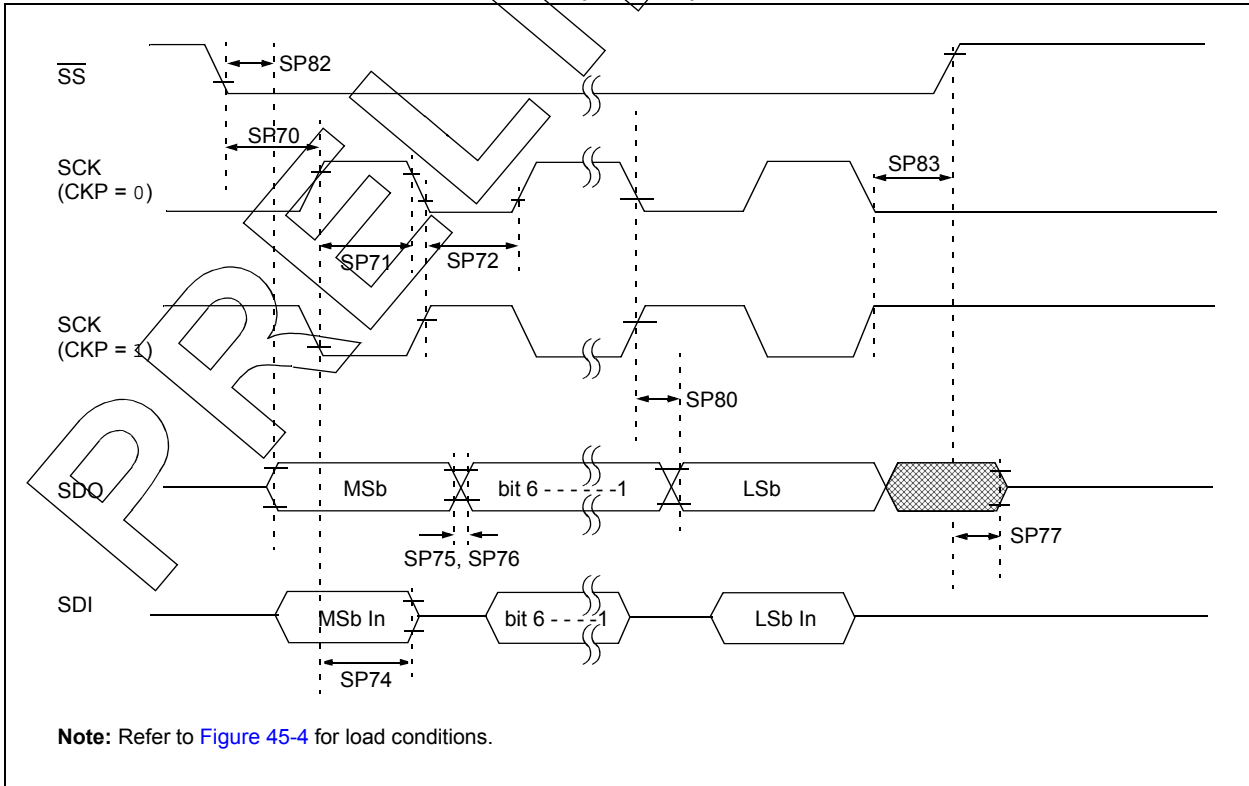 SS
SP82
SP70
SCK
(CKP = 0)
SP83
SP71
SP72
SCK
(CKP = 1)
SP80
SDO
MSb
bit 6 - - - - - -1
LSb
SP77
SP75, SP76
SDI
MSb In
bit 6 - - - -1
LSb In
SP74
Note: Refer to Figure 45-4 for load conditions.